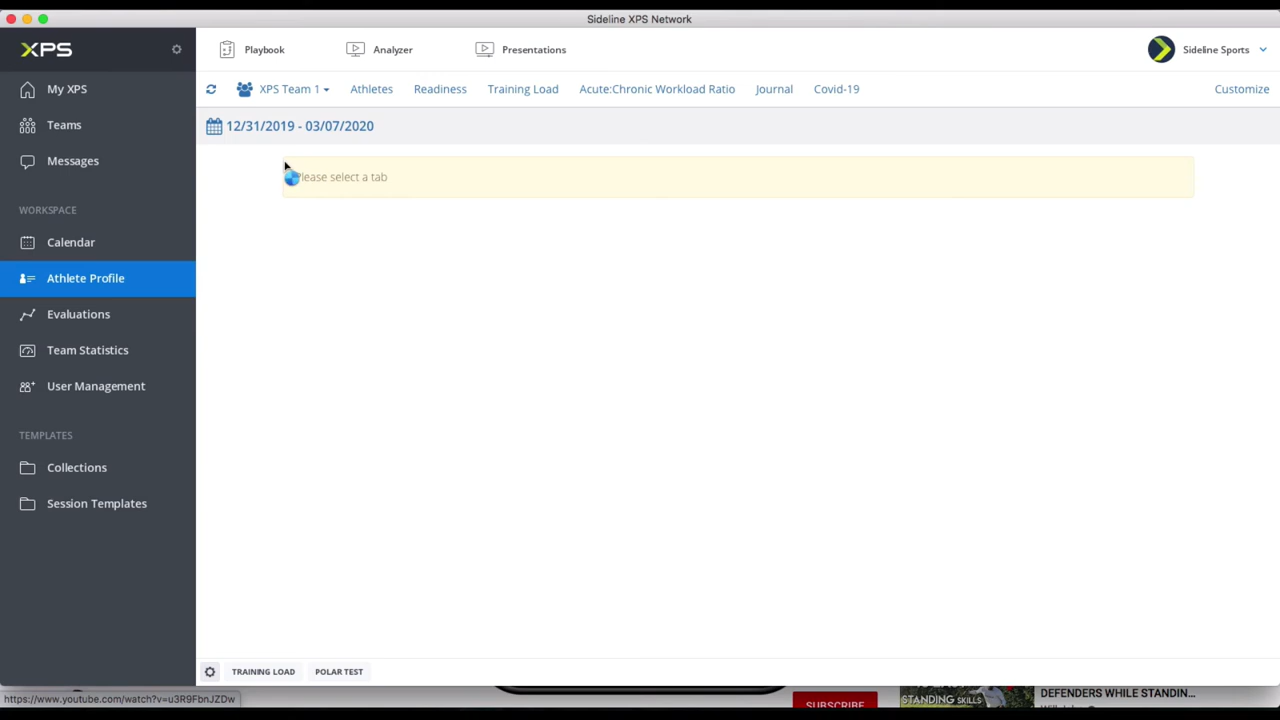 Sideline XPS Network
XPS
Playbook
Analyzer
Presentations
Sideline Sports
My XPS
Teams
Messages
WORKSPACE
Calendar
Athlete Profile
Evaluations
Team Statistics
User Management
TEMPLATES
Collections
Session Templates
XPS Team 1
Athletes
Readiness
Training Load
Acute:Chronic Workload Ratio
Journal
Covid-19
Customize
12/31/2019 - 03/07/2020
lease select a tab
TRAINING LOAD
POLAR TEST
https://www.youtube.com/watch?v=u3R9FbnJZDw
SUBSCRIBE
STANDING SKILLS
DEFENDERS WHILE STANDIN...